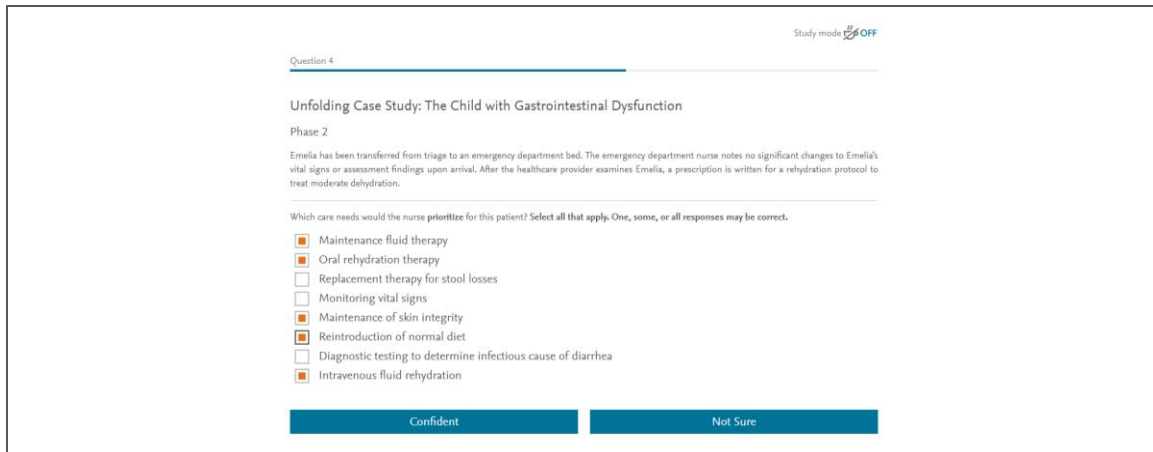 Study mode OFF
Question 4
Unfolding Case Study: The Child with Gastrointestinal Dysfunction
Phase 2
Emelia has been transferred from triage to an emergency department bed. The emergency department nurse notes no significant changes to Emelia's
vital signs or assessment findings upon arrival. After the healthcare provider examines Emelia, a prescription is written for a rehydration protocol to
treat moderate dehydration.
Which care needs would the nurse prioritize for this patient? Select all that apply. One, some, or all responses may be correct.
Maintenance fluid therapy
Oral rehydration therapy
Replacement therapy for stool losses
Monitoring vital signs
Maintenance of skin integrity
Reintroduction of normal diet
Diagnostic testing to determine infectious cause of diarrhea
Intravenous fluid rehydration
Confident Not Sure